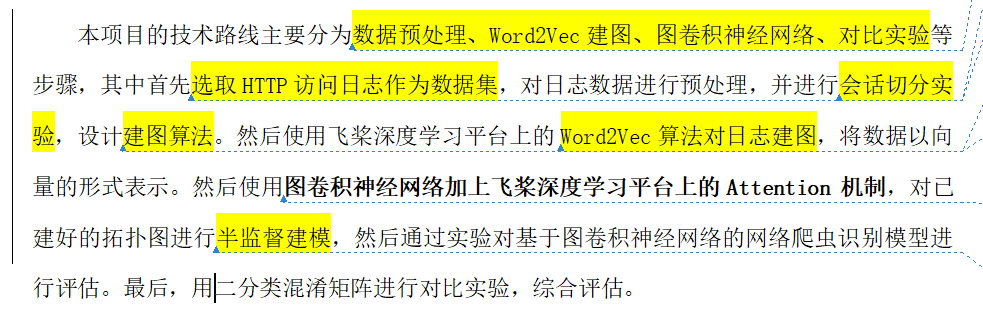 本项目的技术路线主要分为数据预处理、Word2Vec 建图、图卷积神经网络、对比实验等
步骤，其中首先选取 HTTP 访问日志作为数据集，对日志数据进行预处理，并进行会话切分实
验，设计建图算法。然后使用飞桨深度学习平台上的 Word2Vec 算法对日志建图，将数据以向
量的形式表示。然后使用图卷积神经网络加上飞桨深度学习平台上的 Attention 机制，对已
建好的拓扑图进行半监督建模，然后通过实验对基于图卷积神经网络的网络爬虫识别模型进
行评估。最后，用二分类混淆矩阵进行对比实验，综合评估。